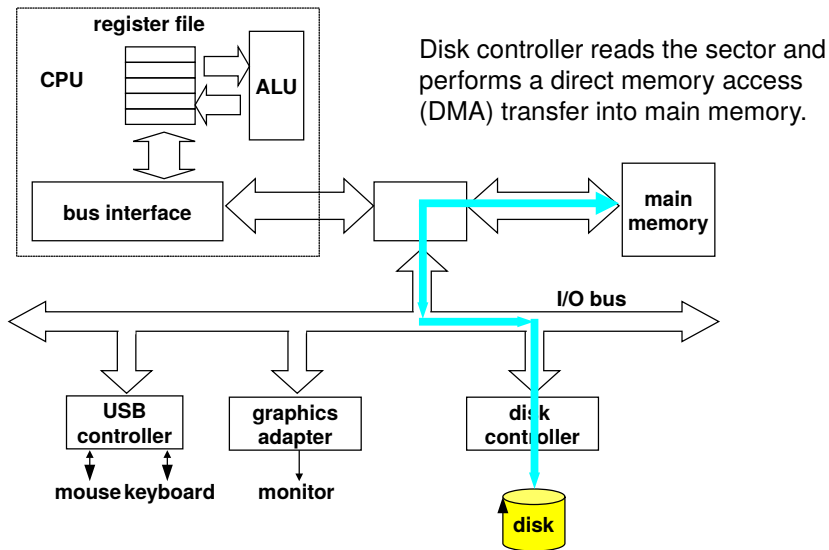 register file
CPU
ALU
Disk controller reads the sector and
performs a direct memory access
(DMA) transfer into main memory.
bus interface
main
memory
I/O bus
USB
controller
graphics
adapter
disk
controller
mouse keyboard
monitor
disk